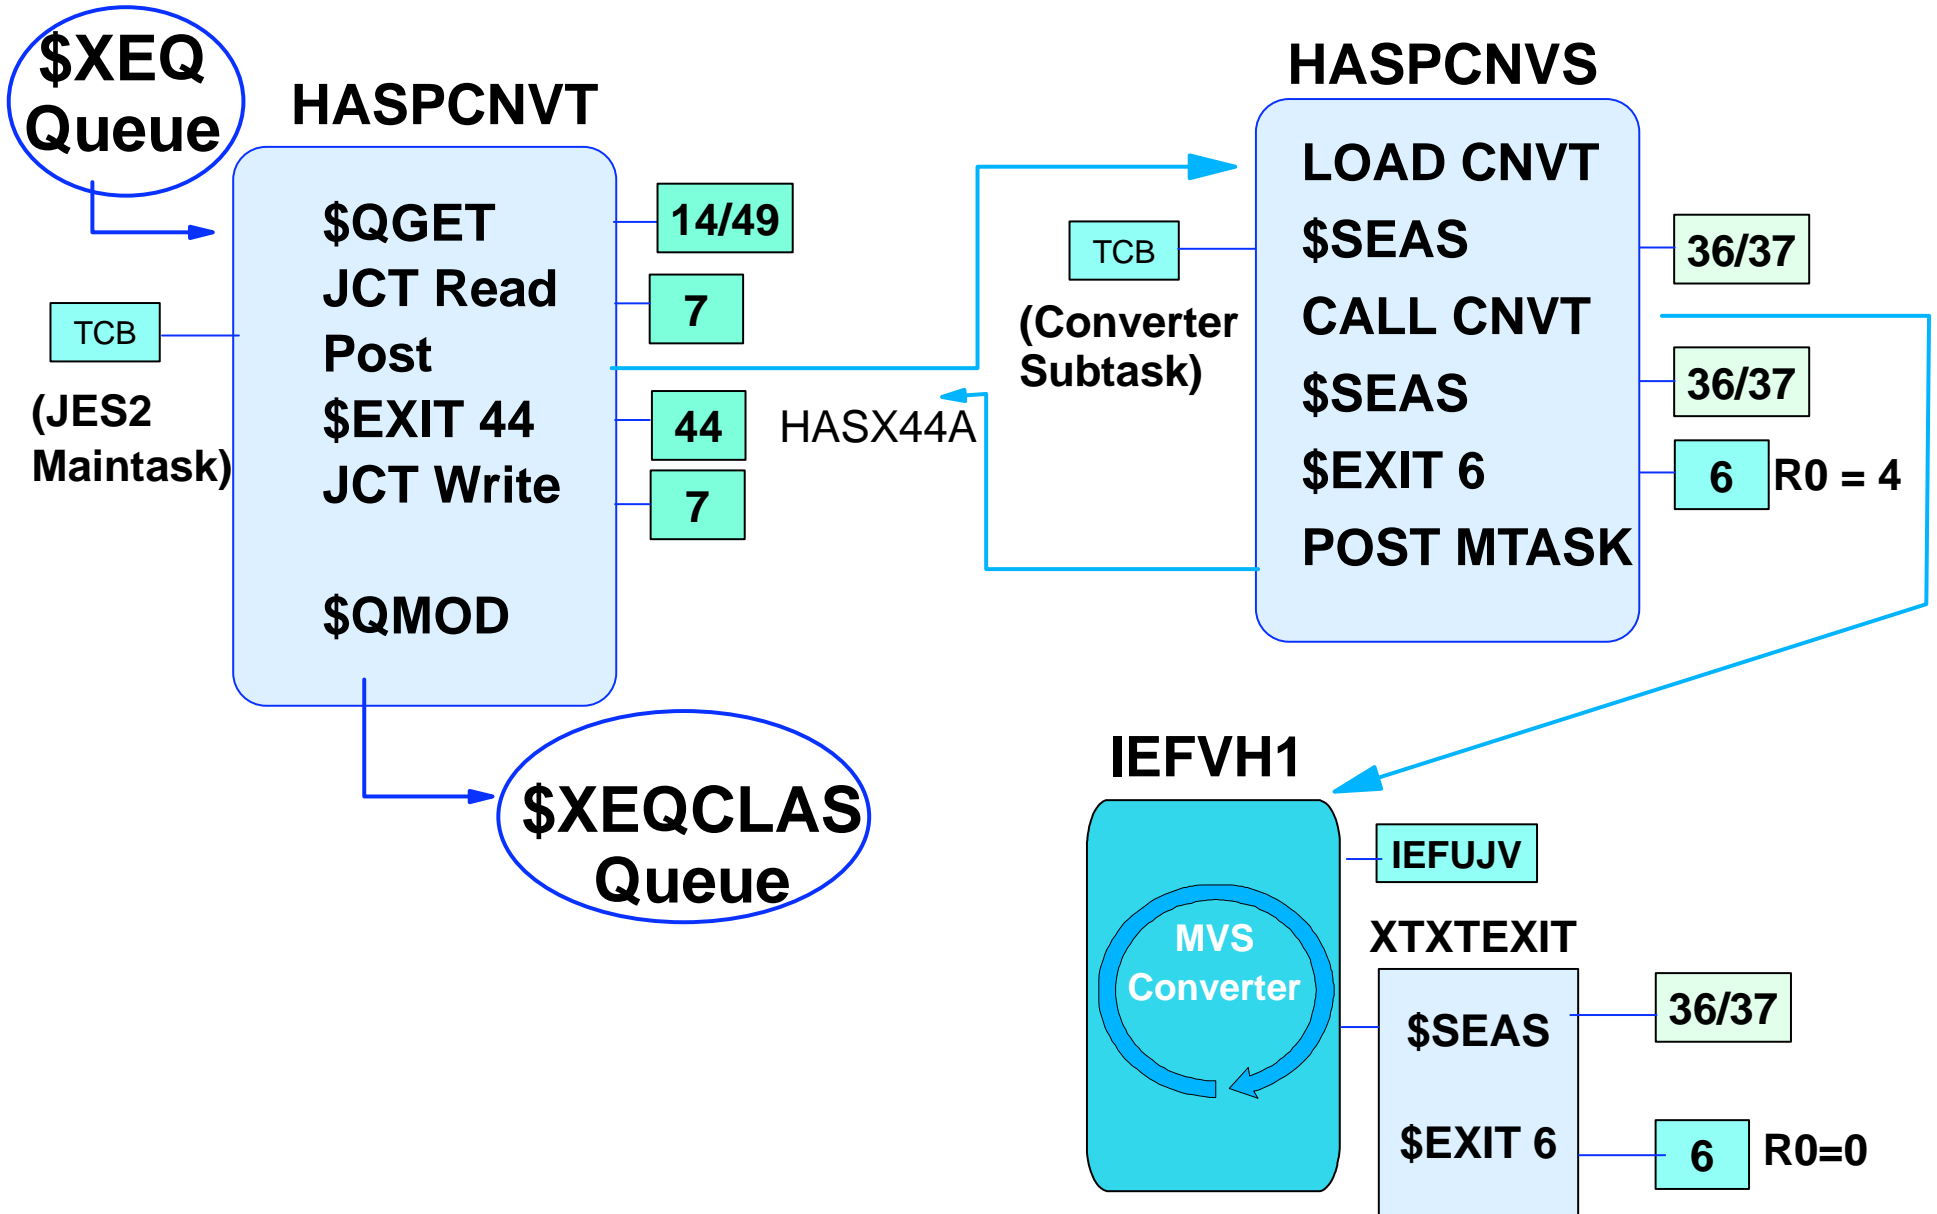 $XEQ
Queue
HASPCNVT
$QGET
14/49
JCT Read
7
Post
$EXIT 44
44
JCT Write
7
$QMOD
TCB
(JES2
Maintask)
HASX44A
$XEQCLAS
Queue
HASPCNVS
LOAD CNVT
$SEAS
36/37
CALL CNVT
$SEAS
36/37
$EXIT 6
6 R0 = 4
POST MTASK
TCB
(Converter
Subtask)
IEFVH1
IEFUJV
MVS
Converter
XTXTEXIT
$SEAS
36/37
$EXIT 6
6 R0=0